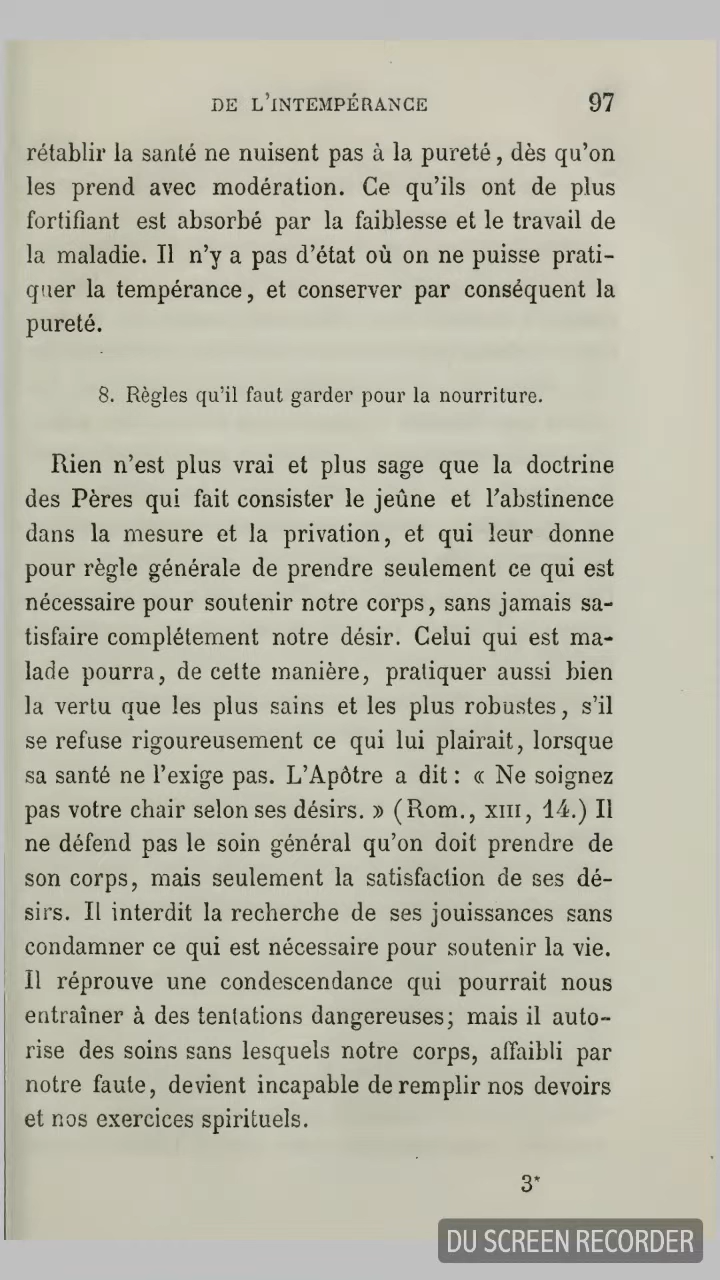 DE L'INTEMPÉRANCE 97
rétablir la santé ne nuisent pas à la pureté, dès qu'on
les prend avec modération. Ce qu'ils ont de plus
fortifiant est absorbé par la faiblesse et le travail de
la maladie. Il n'y a pas d'état où on ne puisse prati-
quer la tempérance, et conserver par conséquent la
pureté.
8. Règles qu'il faut garder pour la nourriture.
Rien n'est plus vrai et plus sage que la doctrine
des Pères qui fait consister le jeûne et l'abstinence
dans la mesure et la privation, et qui leur donne
pour règle générale de prendre seulement ce qui est
nécessaire pour soutenir notre corps, sans jamais sa-
tisfaire complétement notre désir. Celui qui est ma-
lade pourra, de cette manière, pratiquer aussi bien
la vertu que les plus sains et les plus robustes, s'il
se refuse rigoureusement ce qui lui plairait, lorsque
sa santé ne l'exige pas. L'Apôtre a dit : « Ne soignez
pas votre chair selon ses désirs. » (Rom., XIII, 14.) Il
ne défend pas le soin général qu'on doit prendre de
son corps, mais seulement la satisfaction de ses dé-
sirs. Il interdit la recherche de ses jouissances sans
condamner ce qui est nécessaire pour soutenir la vie.
Il réprouve une condescendance qui pourrait nous
entraîner à des tentations dangereuses; mais il auto-
rise des soins sans lesquels notre corps, affaibli par
notre faute, devient incapable de remplir nos devoirs
et nos exercices spirituels.
3*
DU SCREEN RECORDER